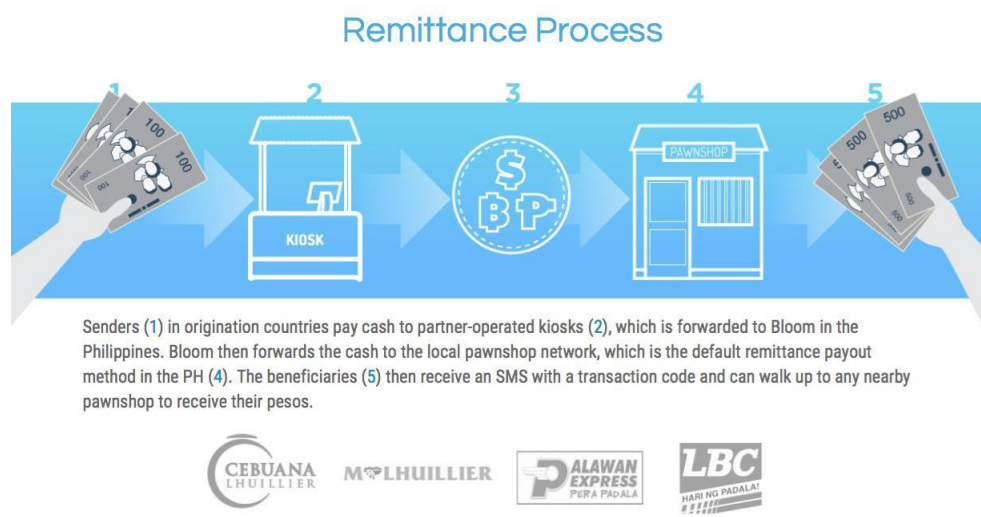 Remittance Process
1 2 3 4 5
100 100 100 100
500 500 500 500
$
B P
PAWNSHOP
KIOSK
Senders (1) in origination countries pay cash to partner-operated kiosks (2), which is forwarded to Bloom in the
Philippines. Bloom then forwards the cash to the local pawnshop network, which is the default remittance payout
method in the PH (4). The beneficiaries (5) then receive an SMS with a transaction code and can walk up to any nearby
pawnshop to receive their pesos.
CEBUANA
LHUILLIER
M LHUILLIER
PALAWAN
EXPRESS
PERA PADALA
LBC
HARI NG PADALA!